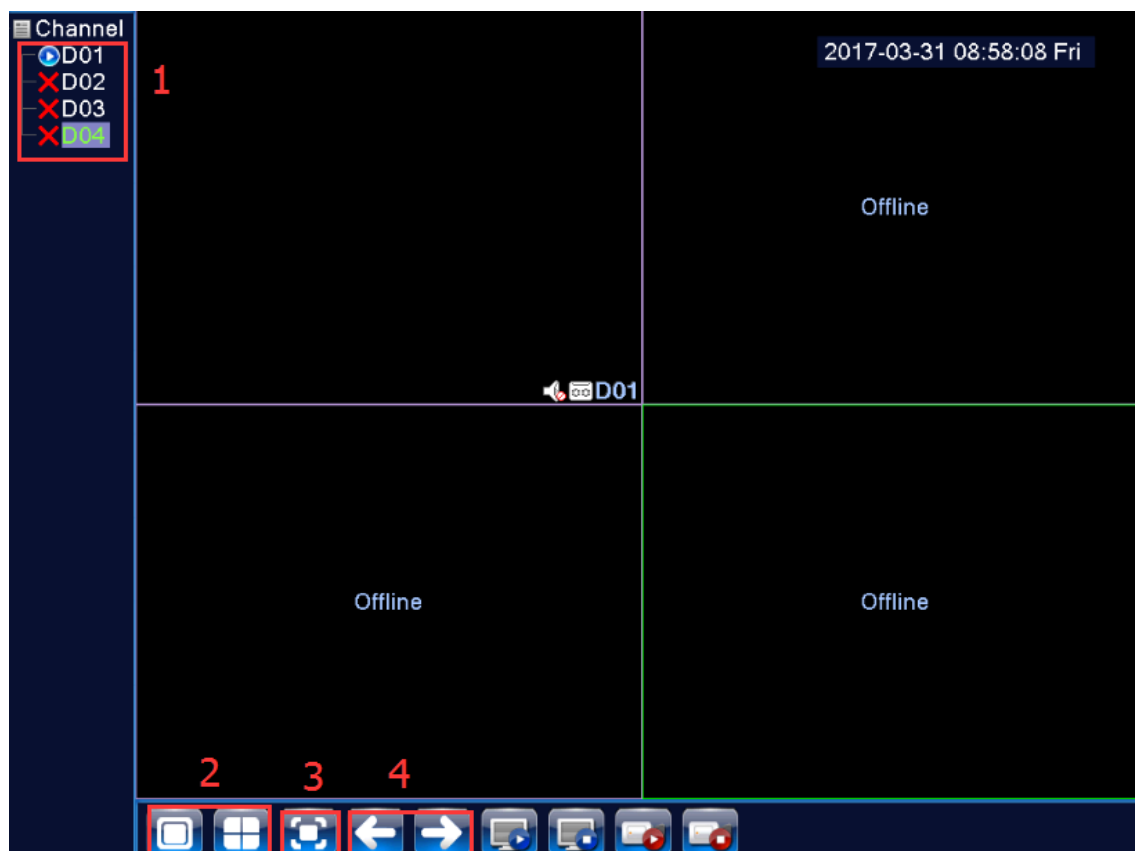 Channel
D01
D02
D03
D04
1
2017-03-31 08:58:08 Fri
Offline
D01
Offline
Offline
2
3
4